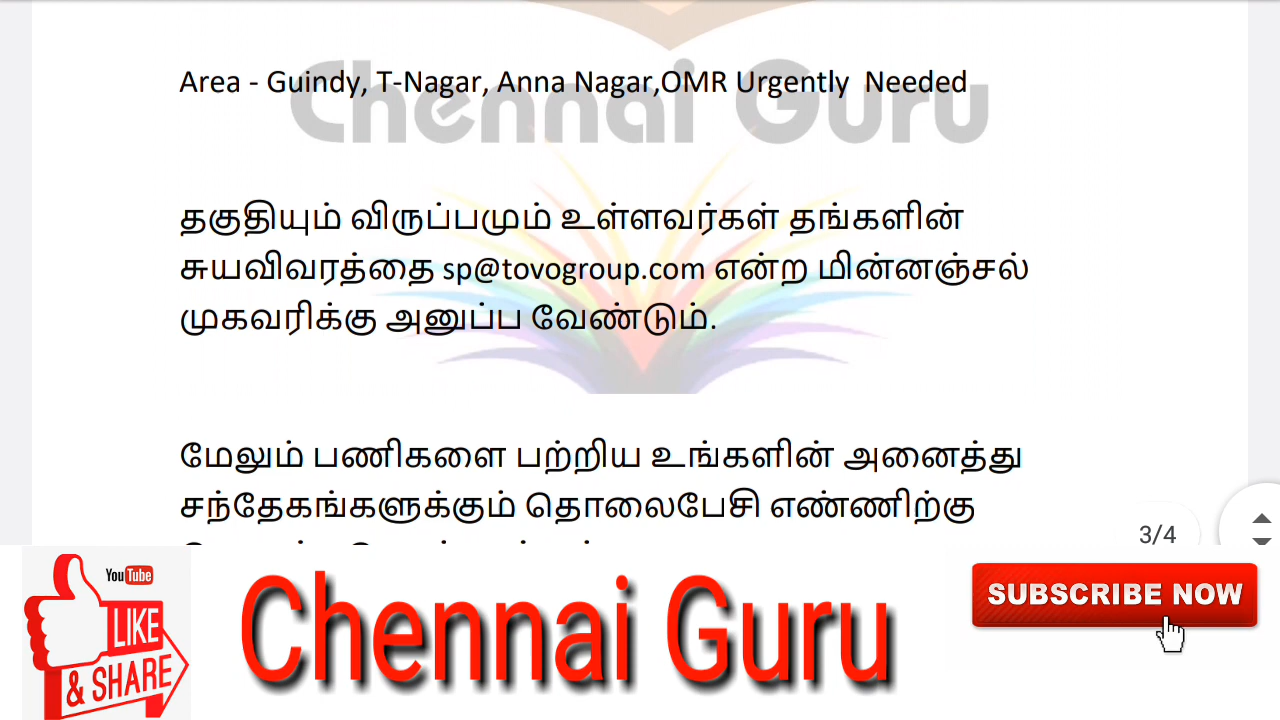 Area - Guindy, T-Nagar, Anna Nagar,OMR Urgently  Needed
Chennai Guru
தகுதியும் விருப்பமும் உள்ளவர்கள் தங்களின்
சுயவிவரத்தை sp@tovogroup.com என்ற மின்னஞ்சல்
முகவரிக்கு அனுப்ப வேண்டும்.
மேலும் பணிகளை பற்றிய உங்களின் அனைத்து
சந்தேகங்களுக்கும் தொலைபேசி எண்ணிற்கு
3/4
YouTube
LIKE
& SHARE
Chennai Guru
SUBSCRIBE NOW